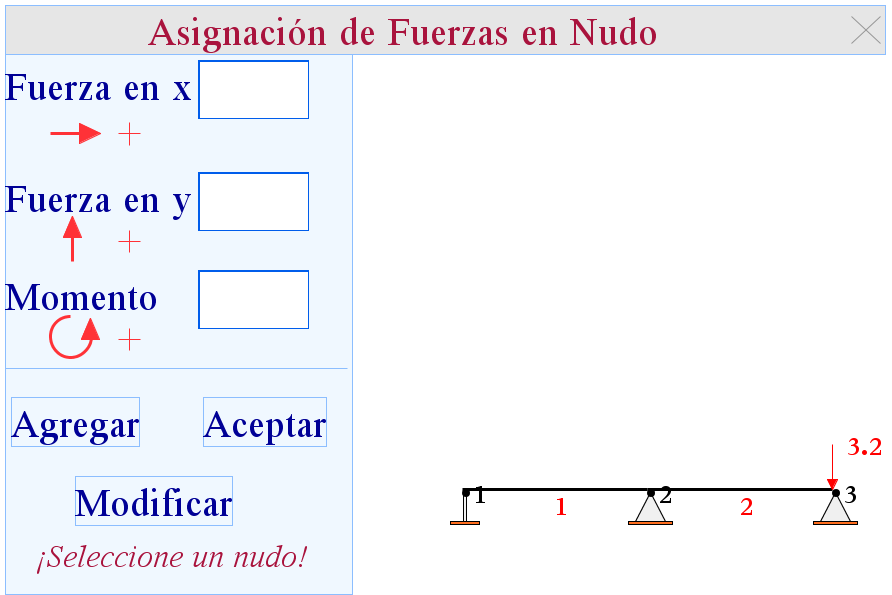 Asignación de Fuerzas en Nudo
Fuerza en x
Fuerza en y
Momento
Agregar
Aceptar
Modificar
¡Seleccione un nudo!
3.2
1
2
3
1
2